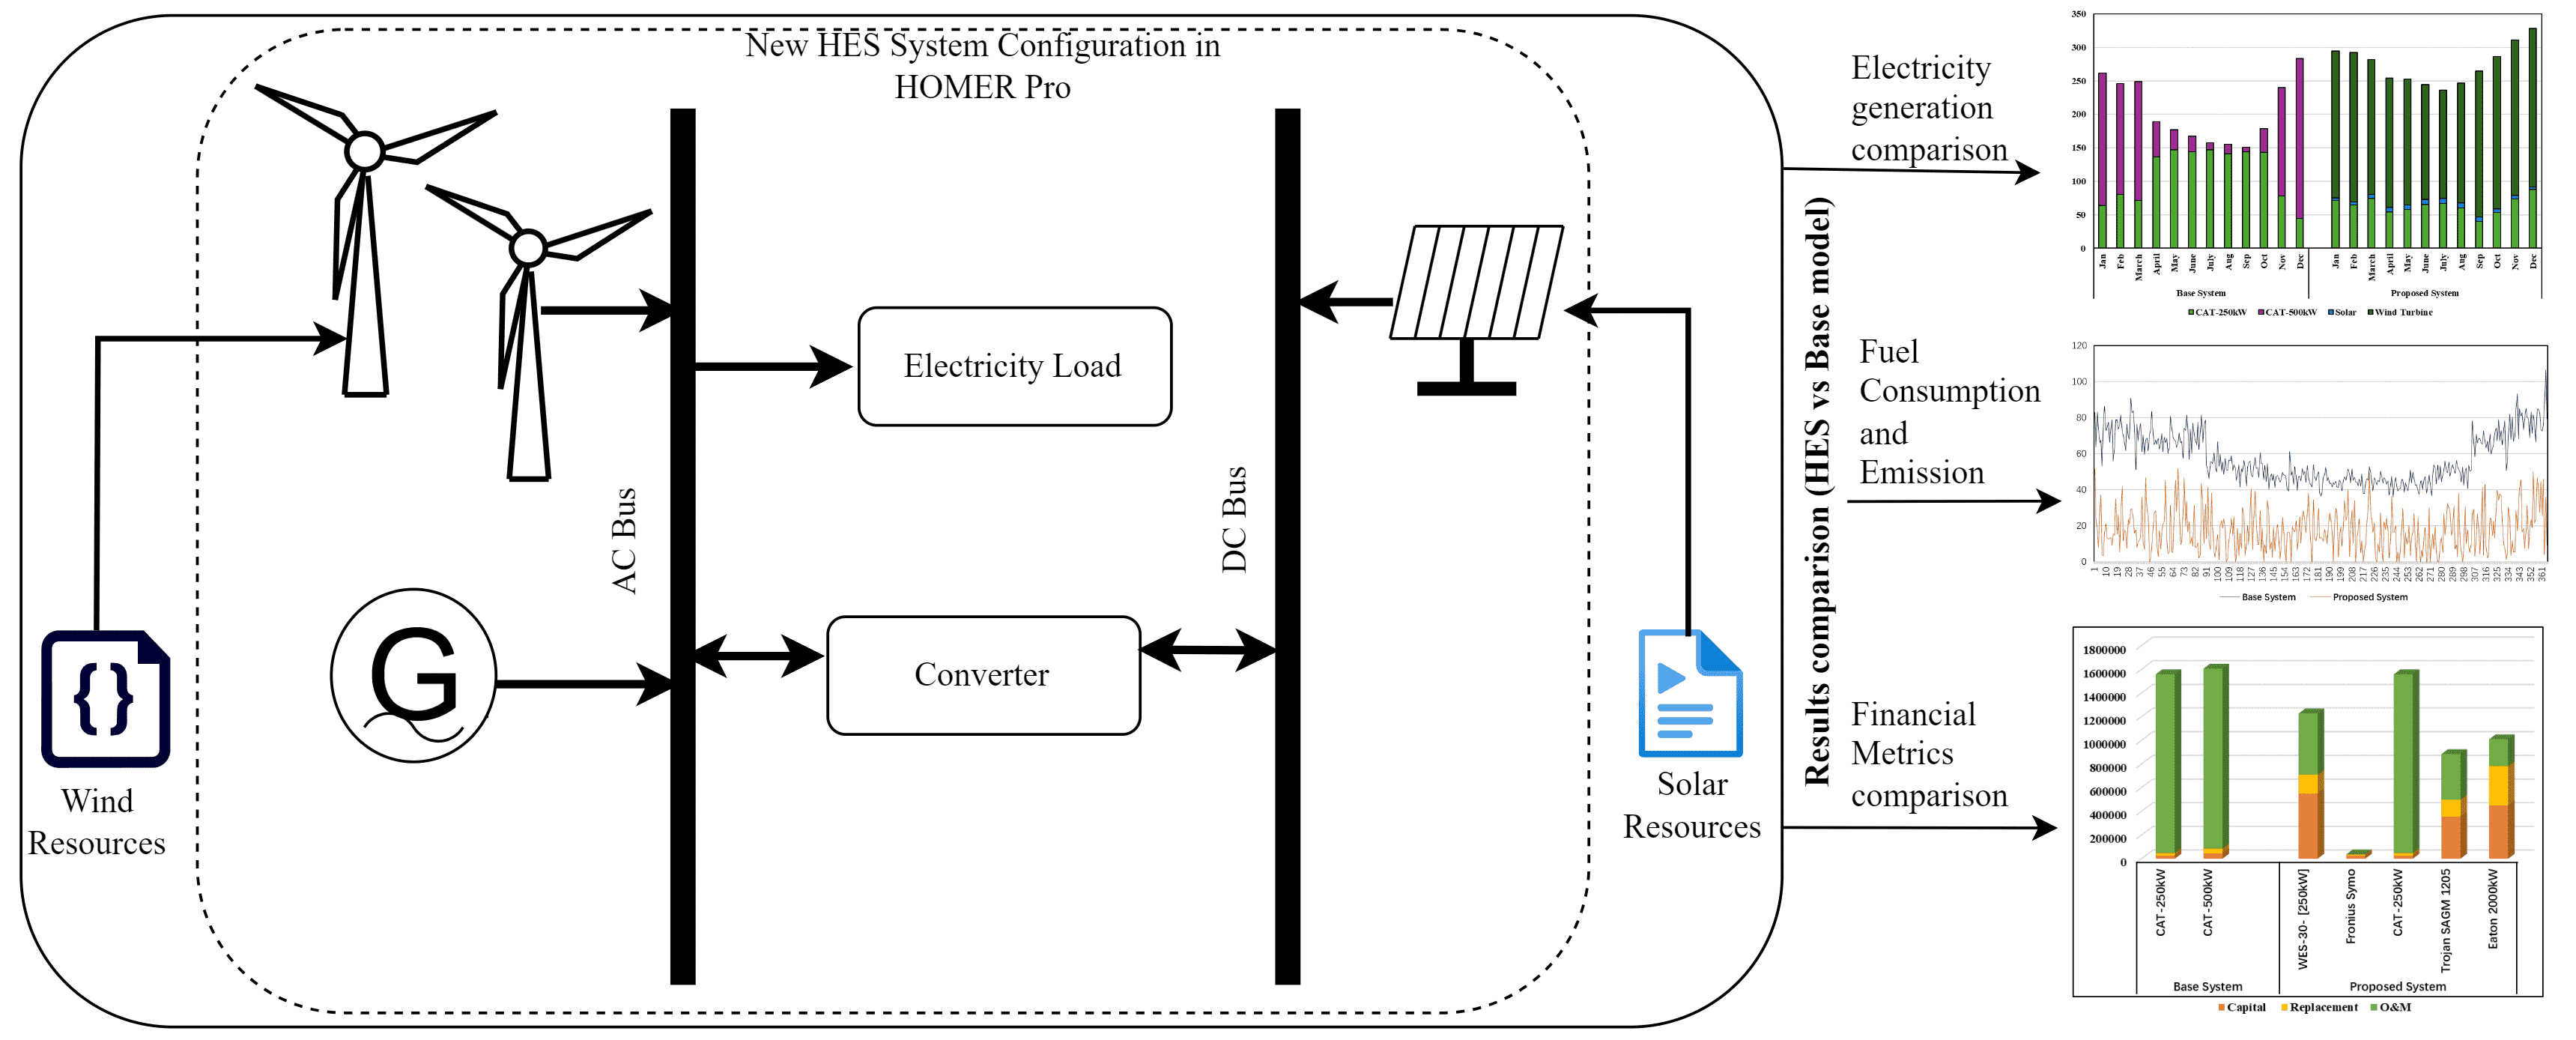 New HES System Configuration in
HOMER Pro
AC Bus
DC Bus
Electricity Load
Converter
G
{}
Wind
Resources
Solar
Resources
Results comparison (HES vs Base model)
Electricity
generation
comparison
Fuel
Consumption
and
Emission
Financial
Metrics
comparison
350
300
250
200
150
100
50
0
Jan Feb March April May June July Aug Sep Oct Nov Dec
Jan Feb March April May June July Aug Sep Oct Nov Dec
Base System
Proposed System
CAT-250kW CAT-500kW Solar Wind Turbine
120
100
80
60
40
20
0
1 10 19 28 37 46 55 64 73 82 91 100 109 118 127 136 145 154 163 172 181 190 199 208 217 226 235 244 253 262 271 280 289 298 307 316 325 334 343 352 361
Base System Proposed System
1800000
1600000
1400000
1200000
1000000
800000
600000
400000
200000
0
CAT-250kW
CAT-500kW
WES-30- [250kW]
Fronius Symo
CAT-250kW
Trojan SAGM 1205
Eaton 2000kW
Base System
Proposed System
Capital Replacement O&M